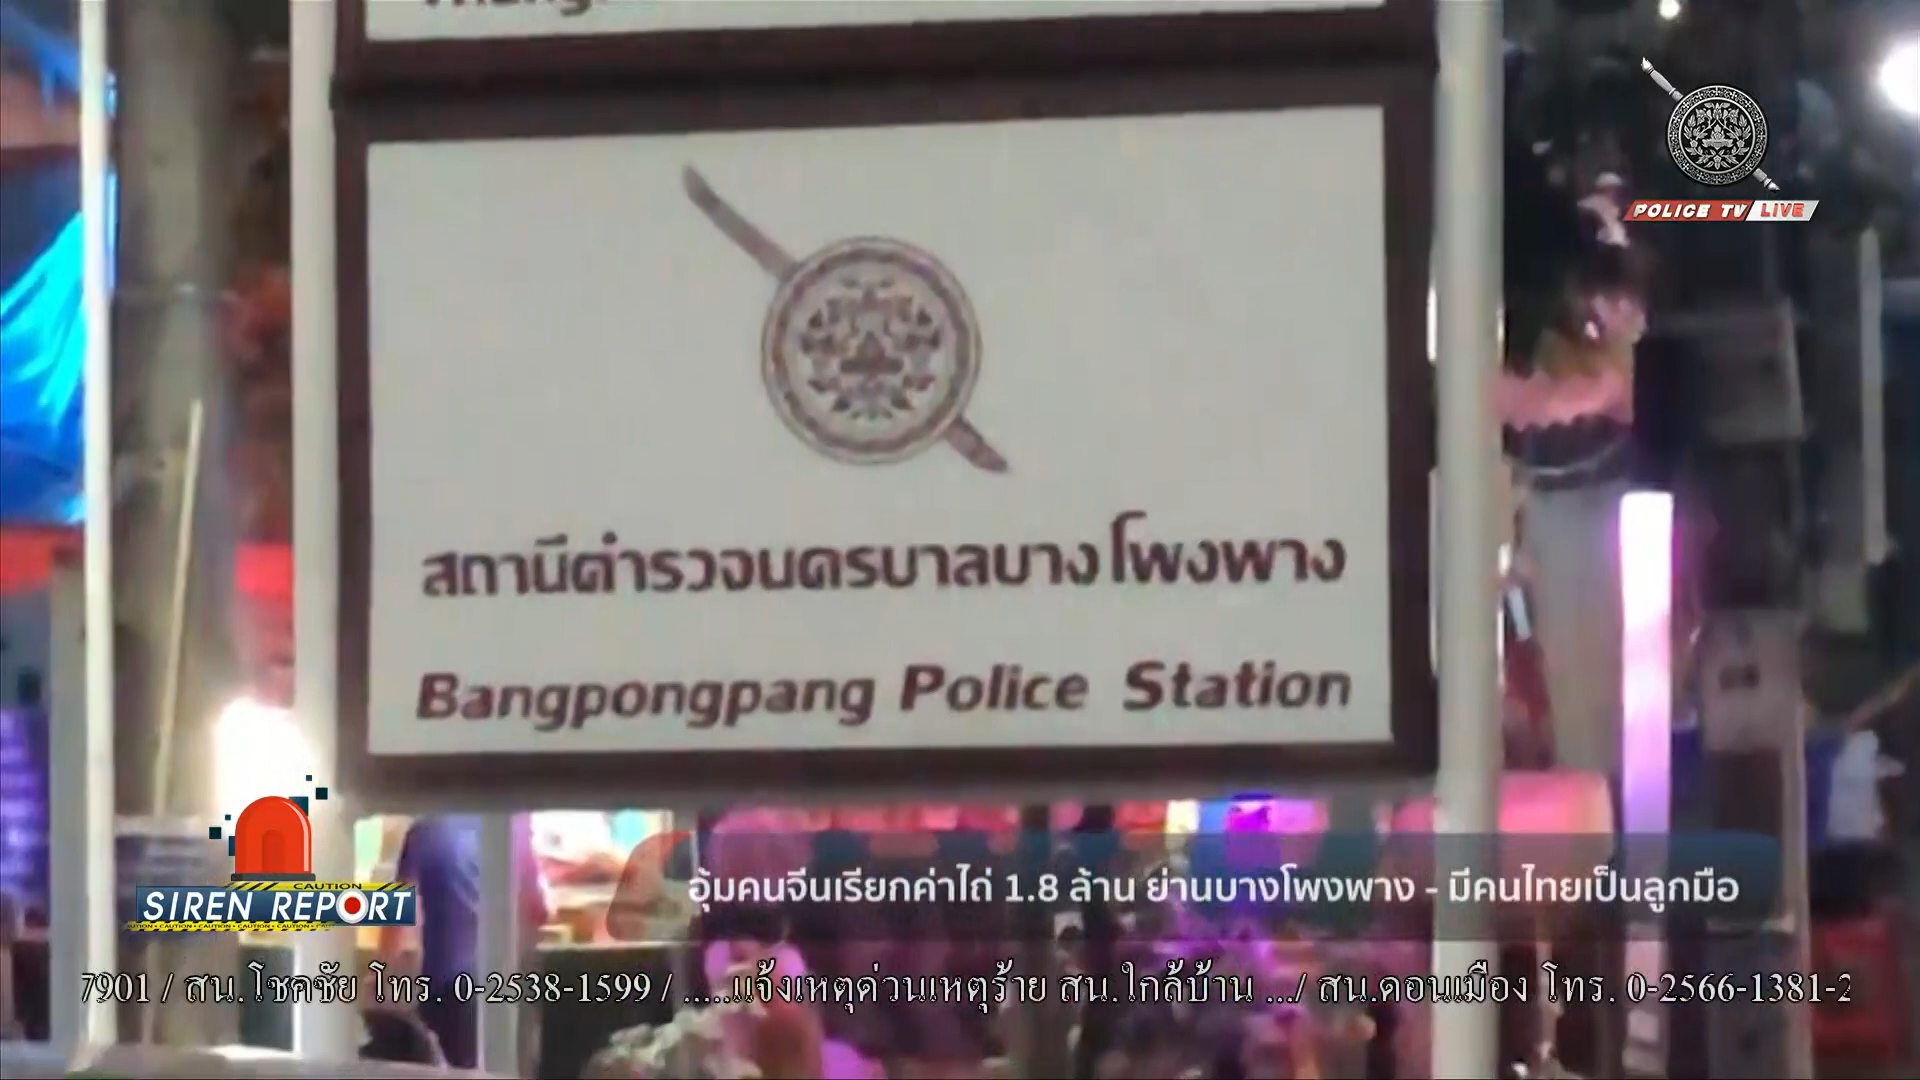 POLICE TV LIVE
สถานีตำรวจนครบาลบางโพงพาง
Bangpongpang Police Station
CAUTION
SIREN REPORT
อุ้มคนจีนเรียกค่าไถ่ 1.8 ล้าน ย่านบางโพงพาง - มีคนไทยเป็นลูกมือ
7901 / สน.โชคชัย โทร. 0-2538-1599 / .....แจ้งเหตุด่วนเหตุร้าย สน.ใกล้บ้าน .../ สน.ดอนเมือง โทร. 0-2566-1381-2